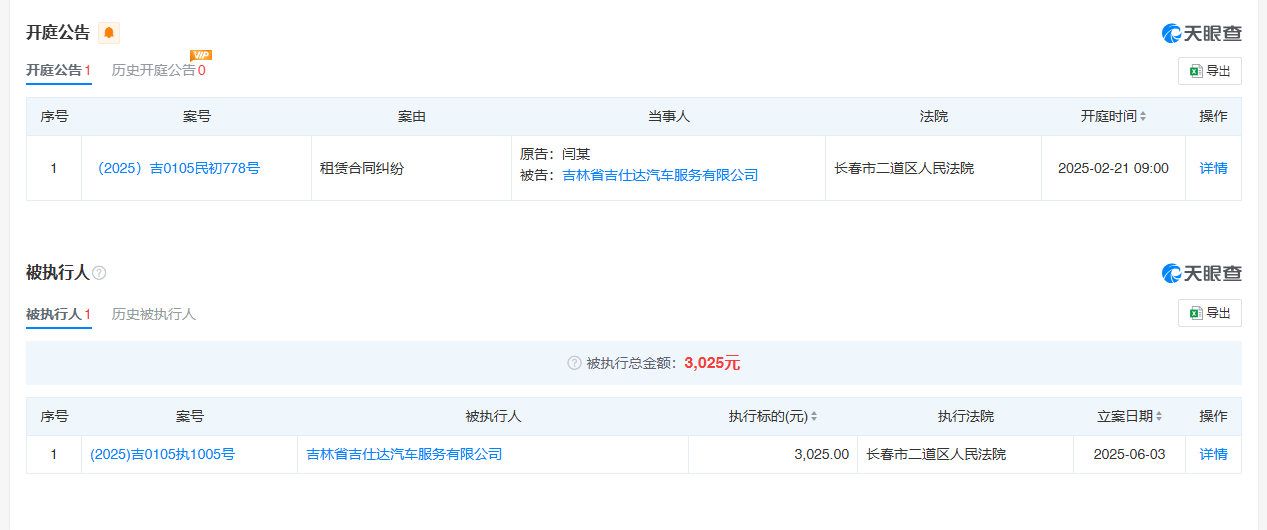 开庭公告
天眼查
开庭公告1 历史开庭公告0 VIP
导出
序号 案号 案由 当事人 法院 开庭时间 操作
1 （2025）吉0105民初778号 租赁合同纠纷 原告：闫某 长春市二道区人民法院 2025-02-21 09:00 详情
被告：吉林省吉仕达汽车服务有限公司
被执行人 ?
天眼查
被执行人1 历史被执行人
导出
? 被执行总金额：3,025元
序号 案号 被执行人 执行标的(元) 执行法院 立案日期 操作
1 (2025)吉0105执1005号 吉林省吉仕达汽车服务有限公司 3,025.00 长春市二道区人民法院 2025-06-03 详情